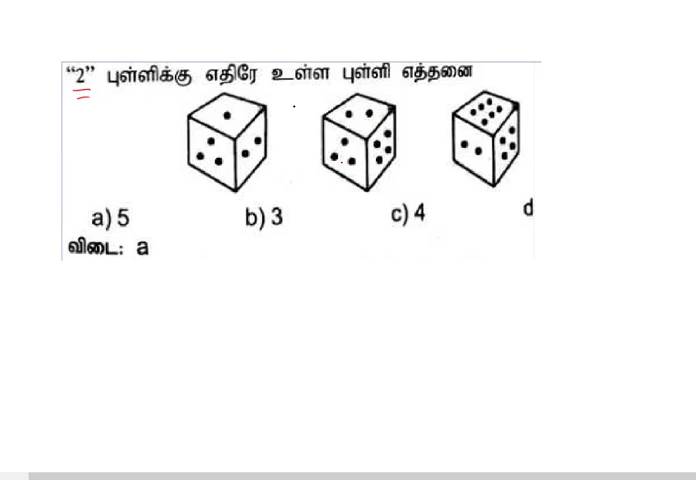 “2” புள்ளிக்கு எதிரே உள்ள புள்ளி எத்தனை
a) 5 b) 3 c) 4 d
விடை: a